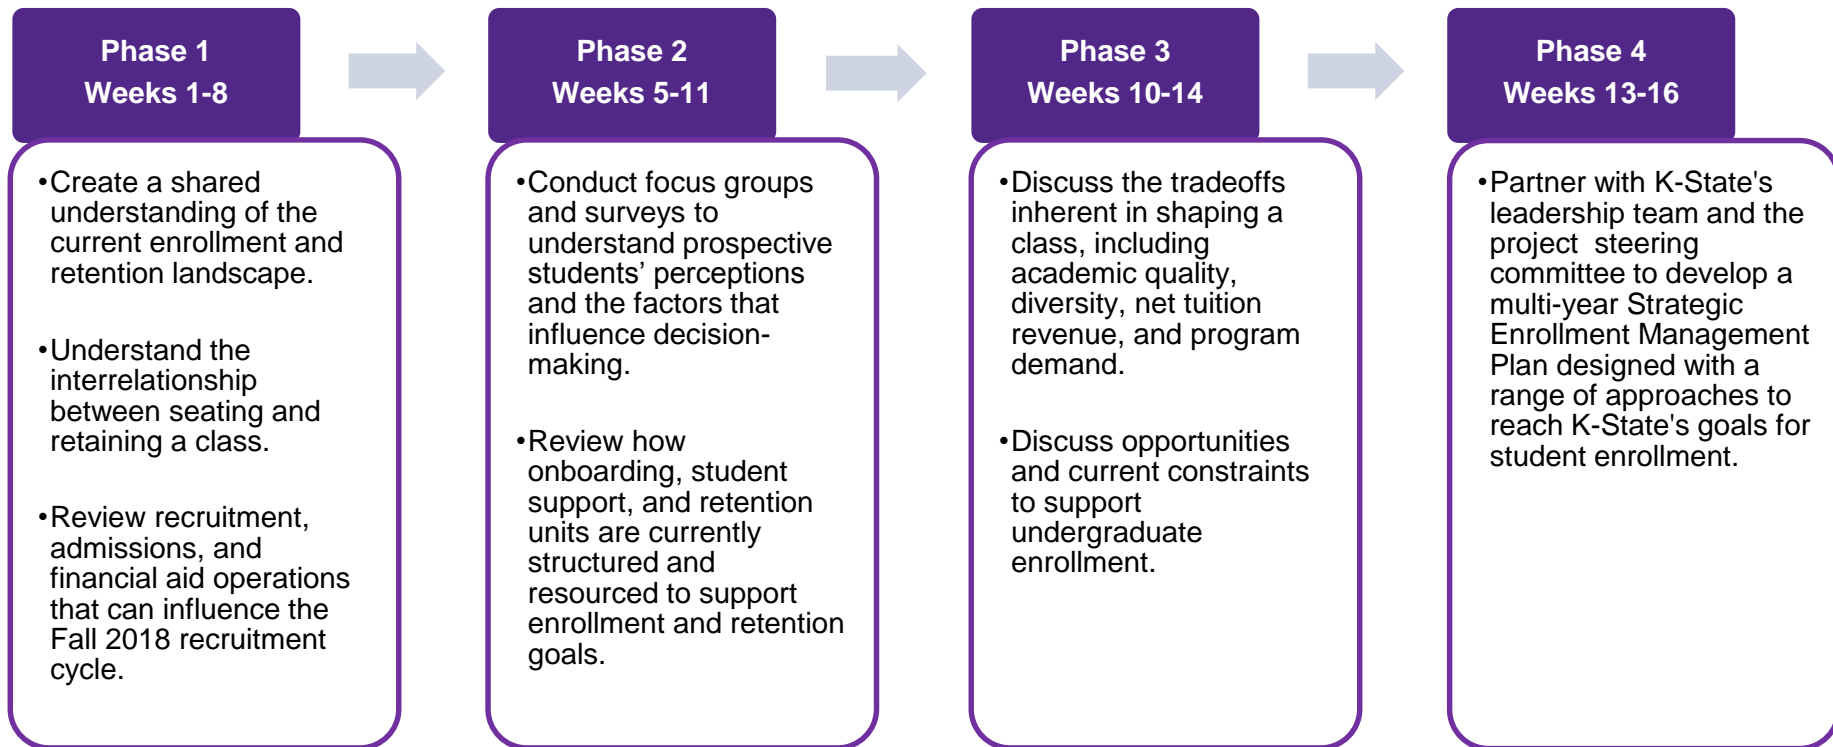 Phase 1
Weeks 1-8
•Create a shared
understanding of the
current enrollment and
retention landscape.
•Understand the
interrelationship
between seating and
retaining a class.
•Review recruitment,
admissions, and
financial aid operations
that can influence the
Fall 2018 recruitment
cycle.
Phase 2
Weeks 5-11
•Conduct focus groups
and surveys to
understand prospective
students’ perceptions
and the factors that
influence decision-
making.
•Review how
onboarding, student
support, and retention
units are currently
structured and
resourced to support
enrollment and retention
goals.
Phase 3
Weeks 10-14
•Discuss the tradeoffs
inherent in shaping a
class, including
academic quality,
diversity, net tuition
revenue, and program
demand.
•Discuss opportunities
and current constraints
to support
undergraduate
enrollment.
Phase 4
Weeks 13-16
•Partner with K-State's
leadership team and the
project  steering
committee to develop a
multi-year Strategic
Enrollment Management
Plan designed with a
range of approaches to
reach K-State's goals for
student enrollment.